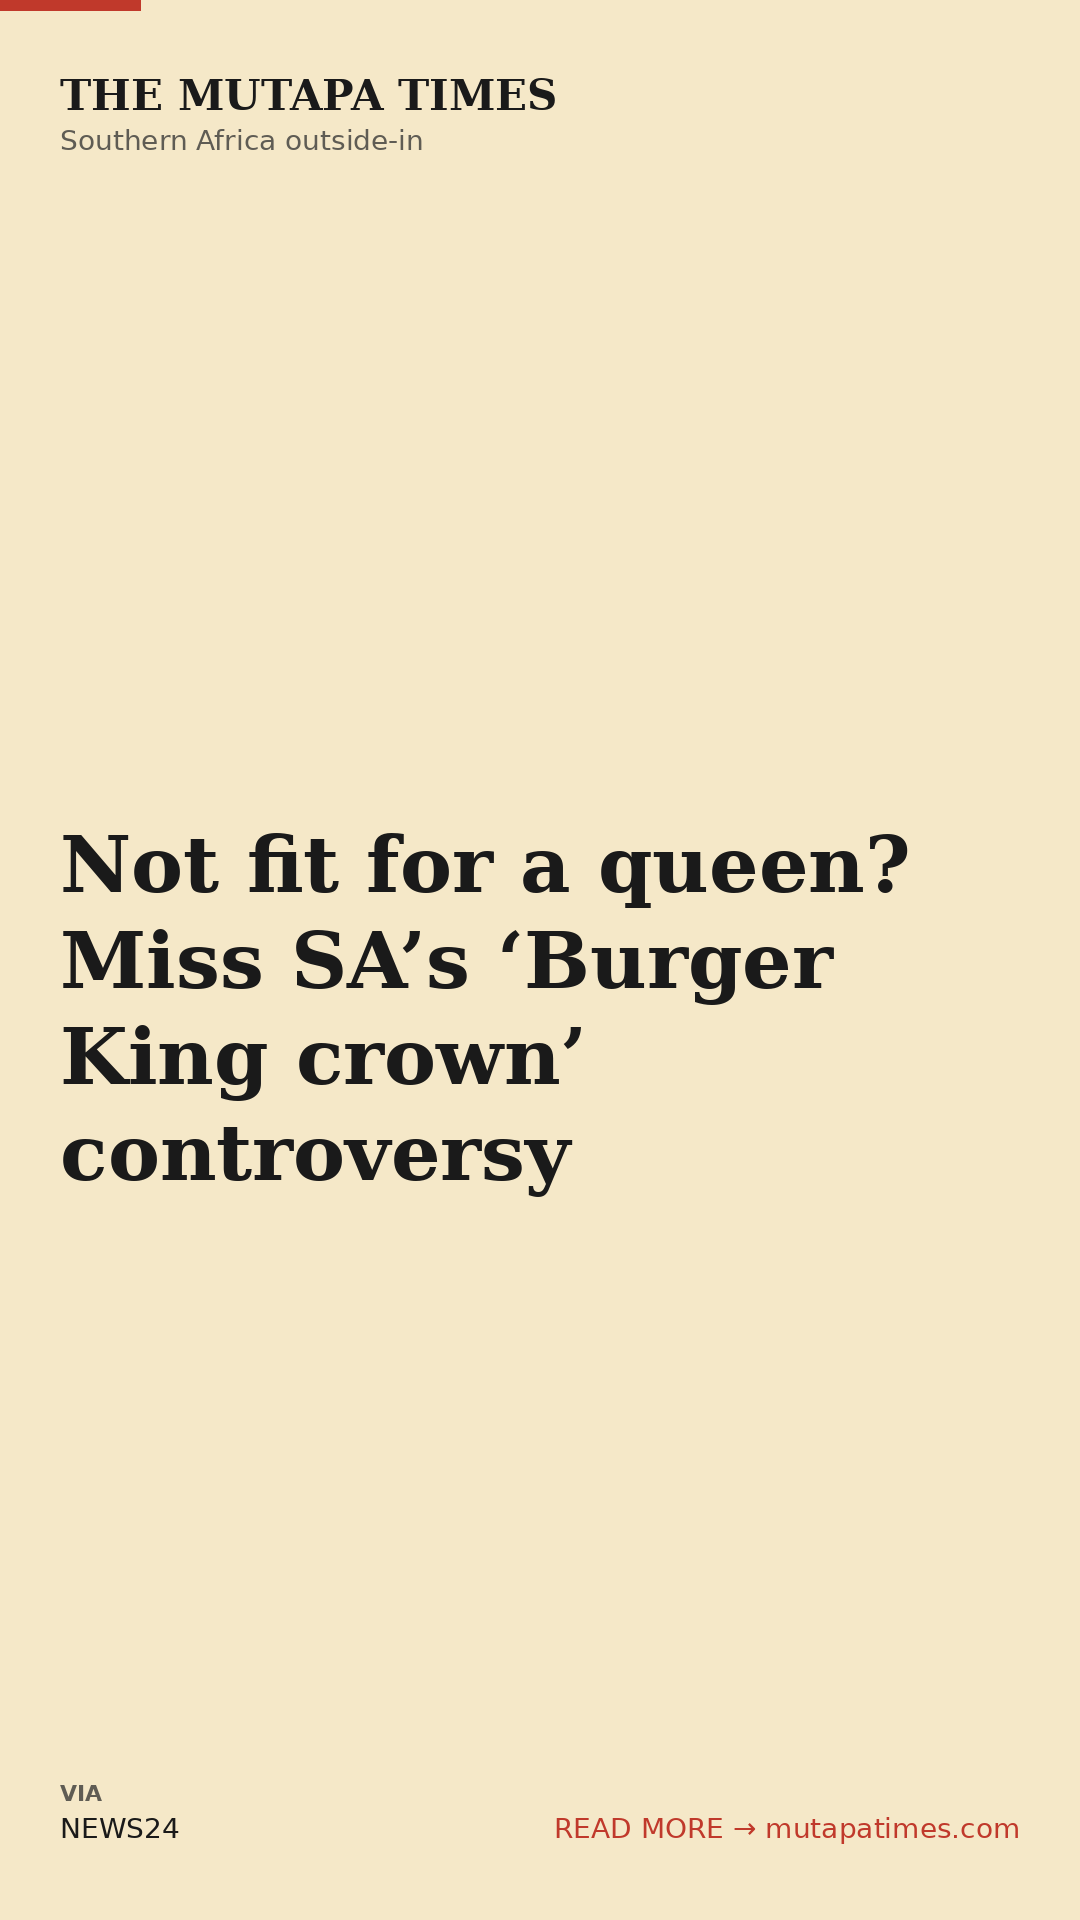 THE MUTAPA TIMES
Southern Africa outside-in
Not fit for a queen?
Miss SA’s ‘Burger
King crown’
controversy
VIA
NEWS24
READ MORE → mutapatimes.com